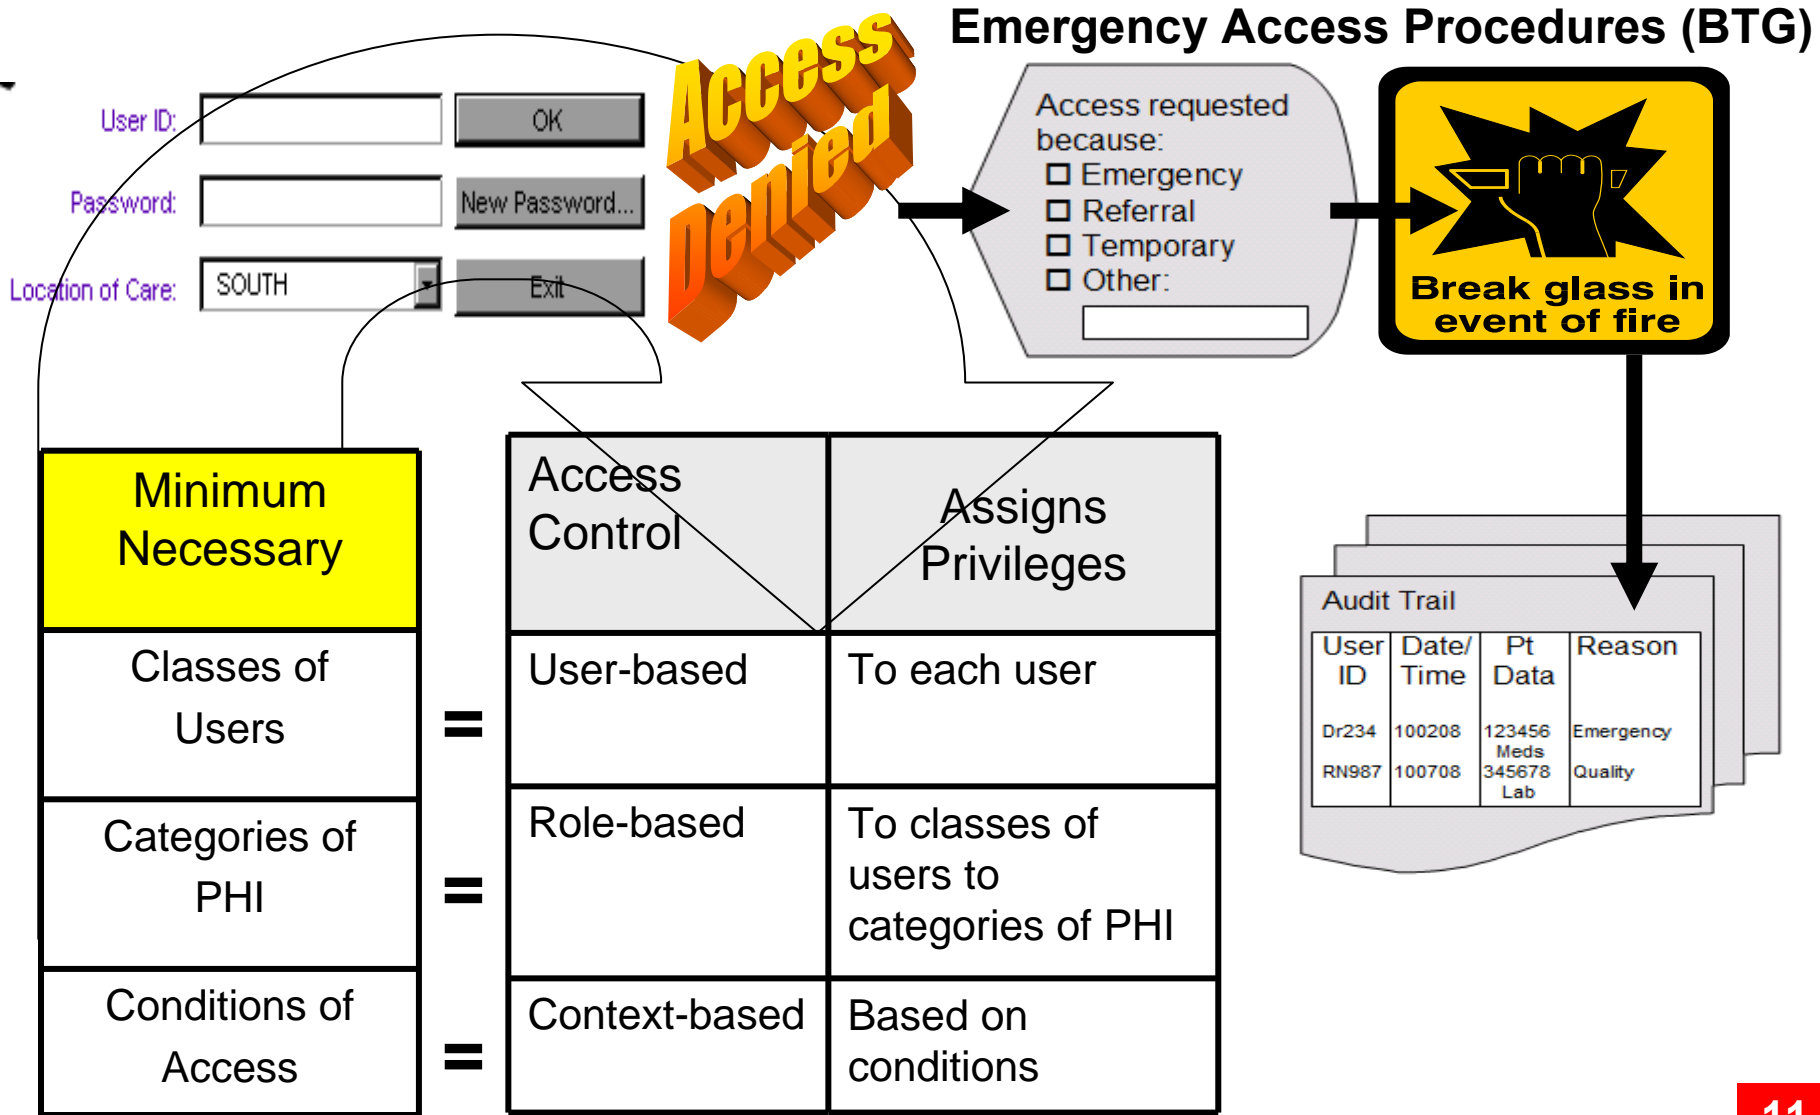 Emergency Access Procedures (BTG)
User ID:
OK
Password:
New Password...
Location of Care:
SOUTH
Exit
Access
Denied
Access requested
because:
Emergency
Referral
Temporary
Other:
Break glass in
event of fire
Minimum
Necessary
Classes of
Users
Categories of
PHI
Conditions of
Access
=
=
=
Access
Control
Assigns
Privileges
User-based
To each user
Role-based
To classes of
users to
categories of PHI
Context-based
Based on
conditions
Audit Trail
User Date/ Pt Reason
ID Time Data
Dr234 100208 123456 Emergency
Meds
RN987 100708 345678 Quality
Lab
11